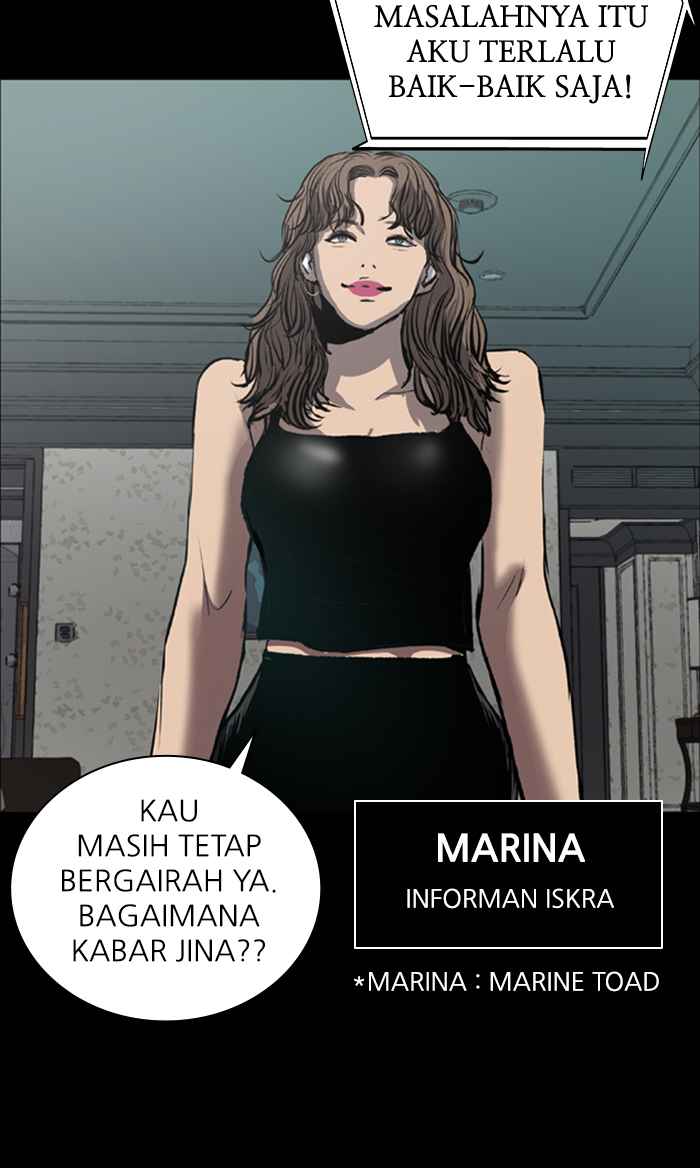 MASALAHNYA ITU
AKU TERLALU
BAIK-BAIK SAJA!
KAU
MASIH TETAP
BERGAIRAH YA.
BAGAIMANA
KABAR JINA??
MARINA
INFORMAN ISKRA
*MARINA : MARINE TOAD